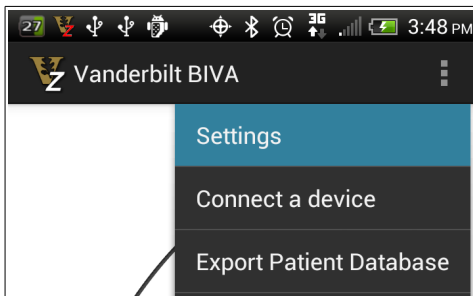 27 3G 3:48 PM
Z Vanderbilt BIVA
Settings
Connect a device
Export Patient Database